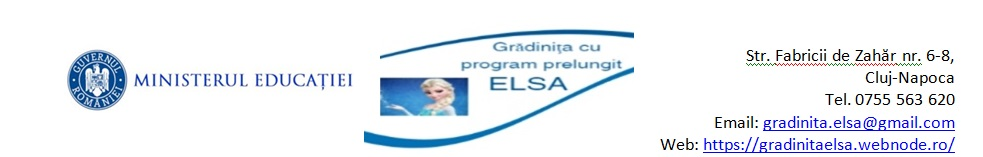 GUVERNUL
ROMÂNIEI
MINISTERUL EDUCAȚIEI
Grădinița cu
program prelungit
ELSA
Str. Fabricii de Zahăr nr. 6-8,
Cluj-Napoca
Tel. 0755 563 620
Email: gradinita.elsa@gmail.com
Web: https://gradinitaelsa.webnode.ro/